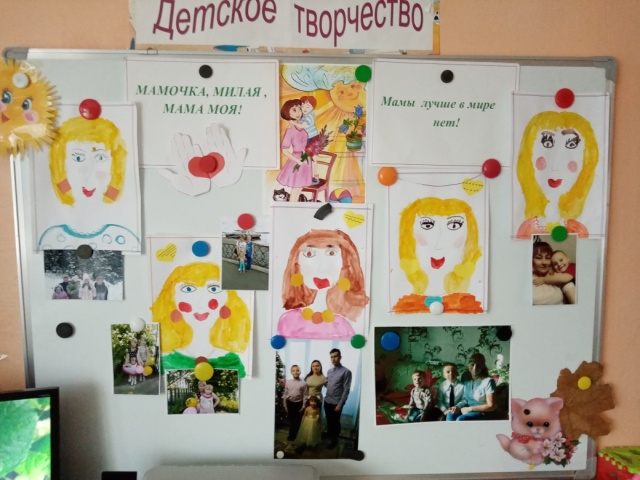 Детское творчество
МАМОЧКА, МИЛАЯ ,
МАМА МОЯ!
Мамы лучше в мире
нет!